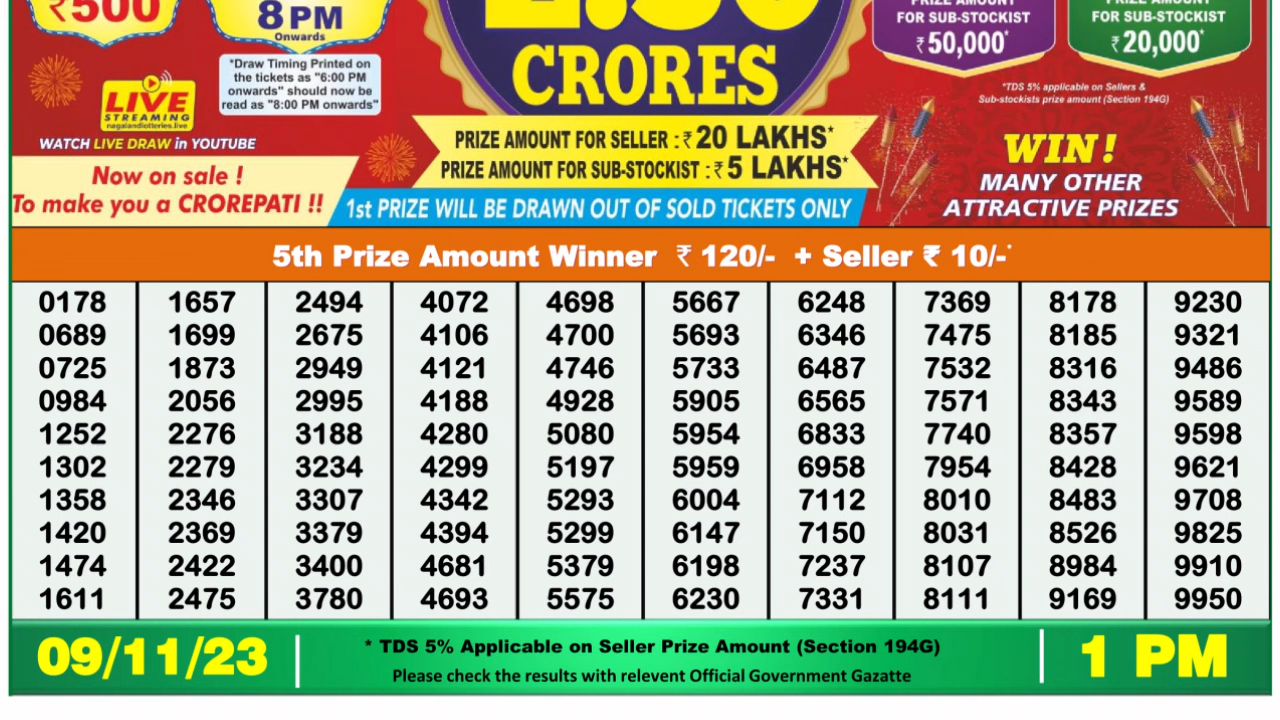 ₹500
8 PM
Onwards
*Draw Timing Printed on
the tickets as "6:00 PM
onwards" should now be
read as "8:00 PM onwards"
LIVE
STREAMING
nagalandlotteries.live
WATCH LIVE DRAW in YOUTUBE
Now on sale !
To make you a CROREPATI !!
CRORES
PRIZE AMOUNT FOR SELLER : ₹ 20 LAKHS*
PRIZE AMOUNT FOR SUB-STOCKIST : ₹ 5 LAKHS*
1st PRIZE WILL BE DRAWN OUT OF SOLD TICKETS ONLY
PRIZE AMOUNT
FOR SUB-STOCKIST
₹50,000*
PRIZE AMOUNT
FOR SUB-STOCKIST
₹20,000*
*TDS 5% applicable on Sellers &
Sub-stockists prize amount (Section 194G)
WIN !
MANY OTHER
ATTRACTIVE PRIZES
5th Prize Amount Winner ₹ 120/- + Seller ₹ 10/-*
0178 1657 2494 4072 4698 5667 6248 7369 8178 9230
0689 1699 2675 4106 4700 5693 6346 7475 8185 9321
0725 1873 2949 4121 4746 5733 6487 7532 8316 9486
0984 2056 2995 4188 4928 5905 6565 7571 8343 9589
1252 2276 3188 4280 5080 5954 6833 7740 8357 9598
1302 2279 3234 4299 5197 5959 6958 7954 8428 9621
1358 2346 3307 4342 5293 6004 7112 8010 8483 9708
1420 2369 3379 4394 5299 6147 7150 8031 8526 9825
1474 2422 3400 4681 5379 6198 7237 8107 8984 9910
1611 2475 3780 4693 5575 6230 7331 8111 9169 9950
09/11/23
* TDS 5% Applicable on Seller Prize Amount (Section 194G)
Please check the results with relevent Official Government Gazatte
1 PM